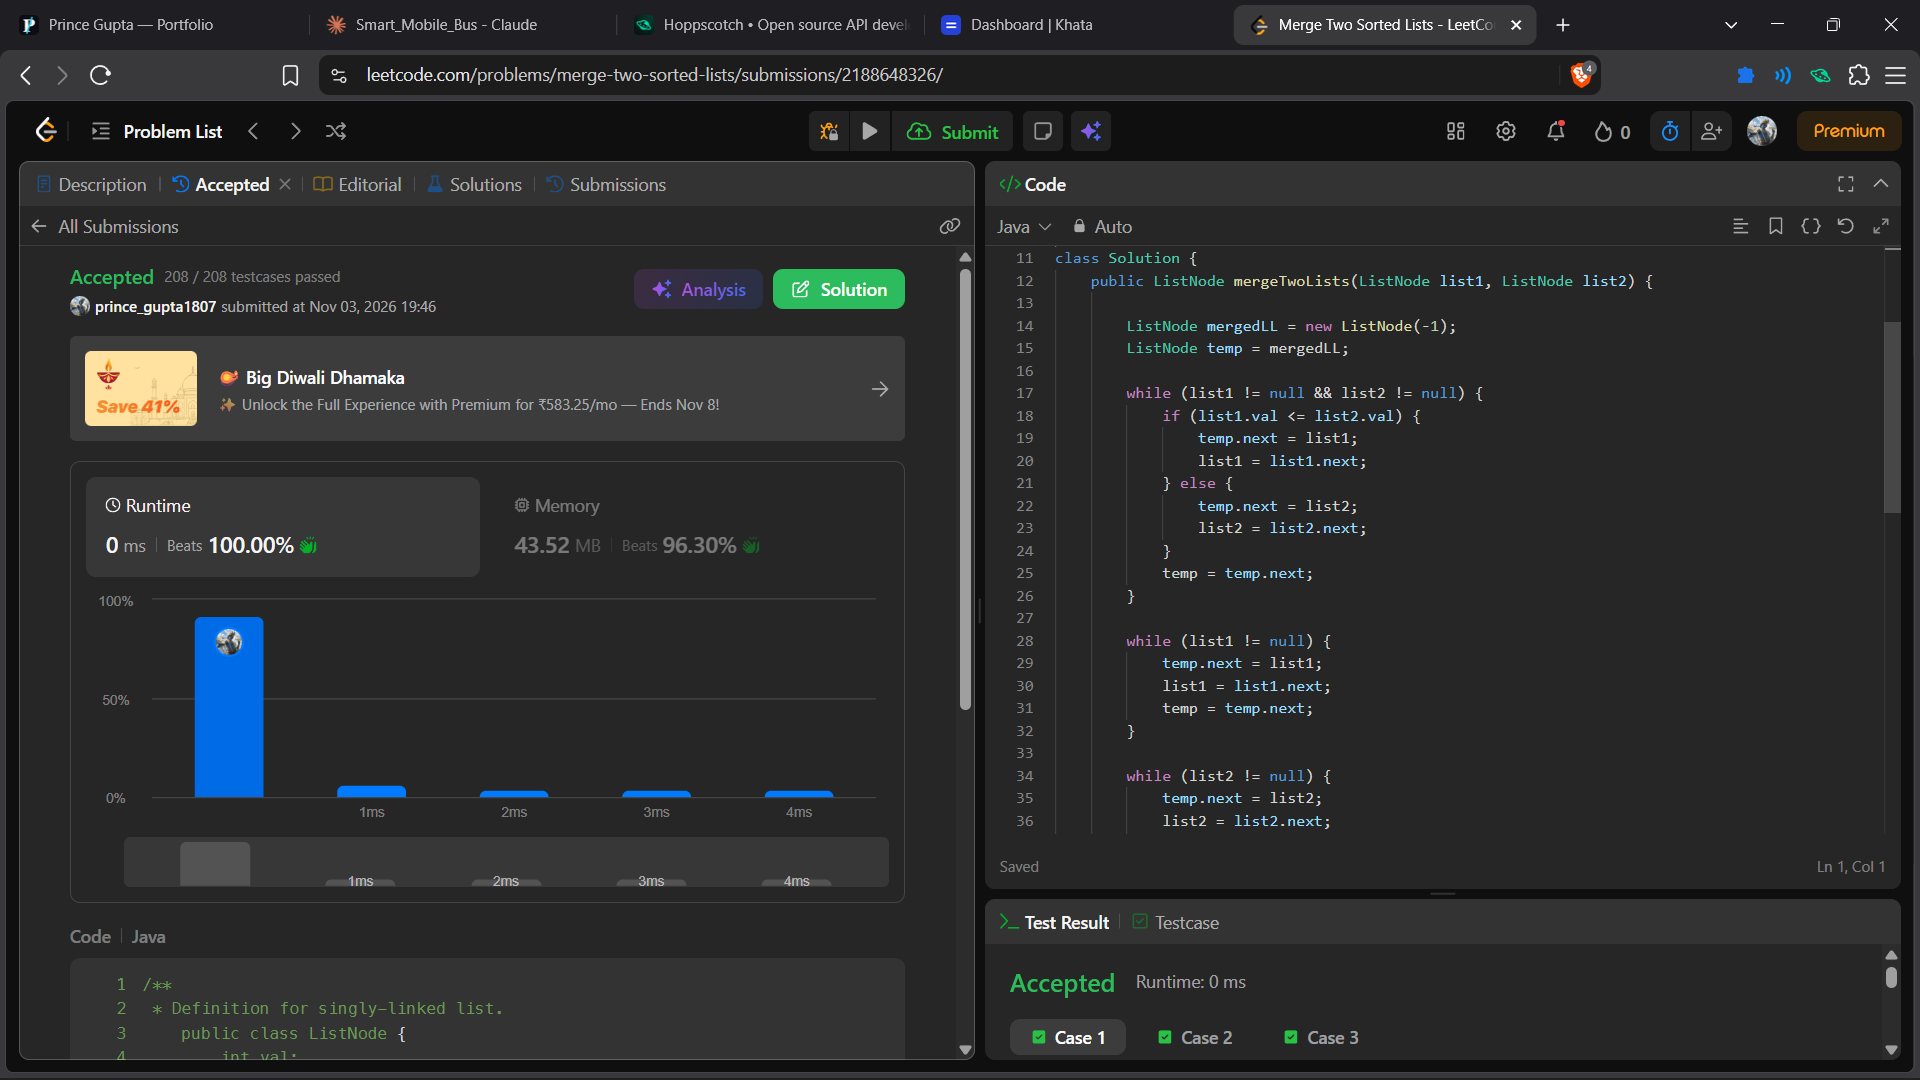 Prince Gupta — Portfolio
Smart_Mobile_Bus - Claude
Hoppscotch • Open source API devel
Dashboard | Khata
Merge Two Sorted Lists - LeetCo
leetcode.com/problems/merge-two-sorted-lists/submissions/2188648326/
4
Problem List
Submit
0
Premium
Description
Accepted
Editorial
Solutions
Submissions
All Submissions
Accepted 208 / 208 testcases passed
prince_gupta1807 submitted at Nov 03, 2026 19:46
Analysis
Solution
Save 41%
Big Diwali Dhamaka
Unlock the Full Experience with Premium for ₹583.25/mo — Ends Nov 8!
Runtime
0 ms Beats 100.00%
Memory
43.52 MB Beats 96.30%
100%
50%
0%
1ms 2ms 3ms 4ms
1ms 2ms 3ms 4ms
Code Java
1 /**
2 * Definition for singly-linked list.
3 public class ListNode {
4 int val;
</> Code
Java Auto
11 class Solution {
12 public ListNode mergeTwoLists(ListNode list1, ListNode list2) {
13
14 ListNode mergedLL = new ListNode(-1);
15 ListNode temp = mergedLL;
16
17 while (list1 != null && list2 != null) {
18 if (list1.val <= list2.val) {
19 temp.next = list1;
20 list1 = list1.next;
21 } else {
22 temp.next = list2;
23 list2 = list2.next;
24 }
25 temp = temp.next;
26 }
27
28 while (list1 != null) {
29 temp.next = list1;
30 list1 = list1.next;
31 temp = temp.next;
32 }
33
34 while (list2 != null) {
35 temp.next = list2;
36 list2 = list2.next;
Saved
Ln 1, Col 1
Test Result
Testcase
Accepted Runtime: 0 ms
Case 1
Case 2
Case 3